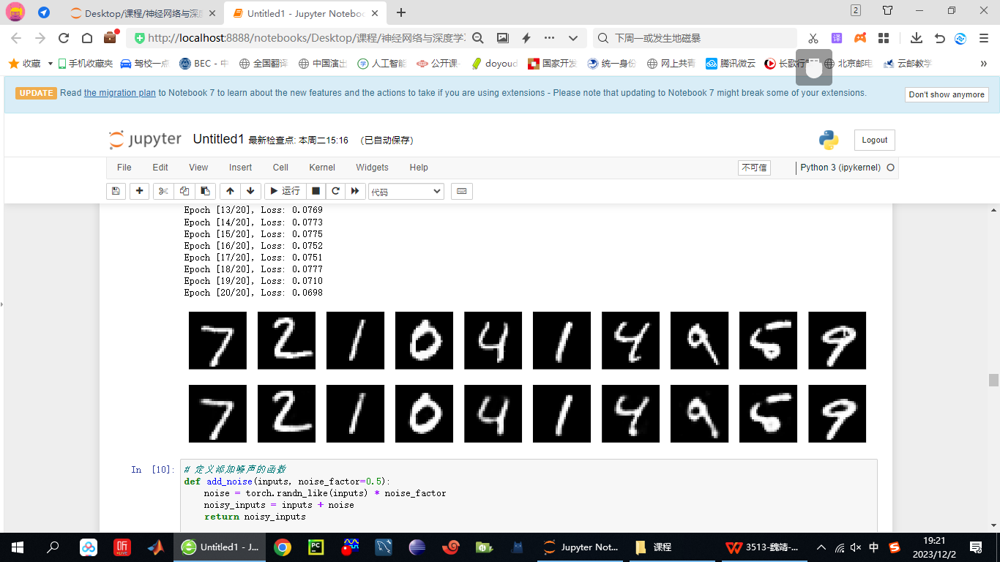 Desktop/课程/神经网络与深度
Untitled1 - Jupyter Notebook
2
http://localhost:8888/notebooks/Desktop/课程/神经网络与深度学习
下周一或发生地磁暴
译
收藏 手机收藏夹 驾校一点 BEC - 中 全国翻译 中国演出 人工智能 公开课 doyoud 国家开发 统一身份 网上共青 腾讯微云 长歌行 北京邮电 云邮教学 »
UPDATE Read the migration plan to Notebook 7 to learn about the new features and the actions to take if you are using extensions - Please note that updating to Notebook 7 might break some of your extensions. Don't show anymore
jupyter Untitled1 最新检查点: 本周二15:16 (已自动保存) Logout
File Edit View Insert Cell Kernel Widgets Help 不可信 Python 3 (ipykernel)
运行 代码
Epoch [13/20], Loss: 0.0769
Epoch [14/20], Loss: 0.0773
Epoch [15/20], Loss: 0.0775
Epoch [16/20], Loss: 0.0752
Epoch [17/20], Loss: 0.0751
Epoch [18/20], Loss: 0.0777
Epoch [19/20], Loss: 0.0710
Epoch [20/20], Loss: 0.0698
7 2 1 0 4 1 4 9 5 9
7 2 1 0 4 1 4 9 5 9
In [10]: # 定义添加噪声的函数
def add_noise(inputs, noise_factor=0.5):
noise = torch.randn_like(inputs) * noise_factor
noisy_inputs = inputs + noise
return noisy_inputs
听 LIVE PC Untitled1 - J... Jupyter Not... 课程 3513-魏靖-... 中 19:21
2023/12/2